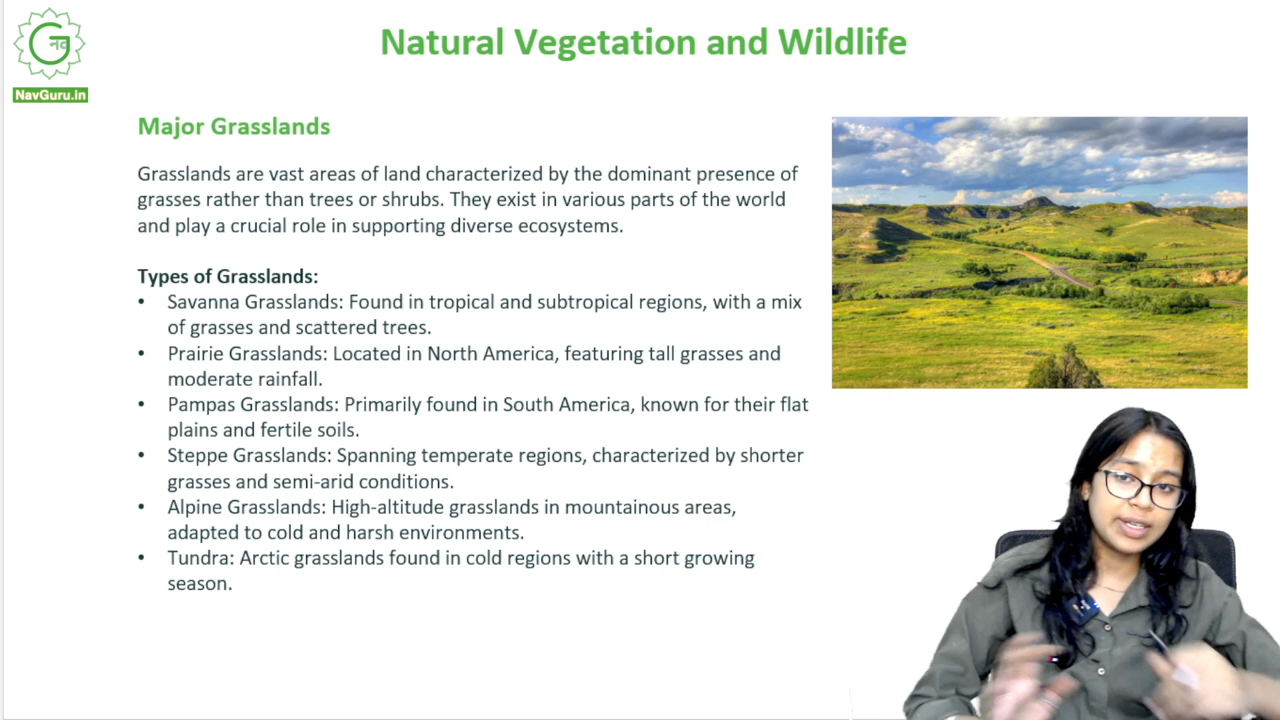 नव
NavGuru.in
Natural Vegetation and Wildlife
Major Grasslands
Grasslands are vast areas of land characterized by the dominant presence of
grasses rather than trees or shrubs. They exist in various parts of the world
and play a crucial role in supporting diverse ecosystems.
Types of Grasslands:
• Savanna Grasslands: Found in tropical and subtropical regions, with a mix
of grasses and scattered trees.
• Prairie Grasslands: Located in North America, featuring tall grasses and
moderate rainfall.
• Pampas Grasslands: Primarily found in South America, known for their flat
plains and fertile soils.
• Steppe Grasslands: Spanning temperate regions, characterized by shorter
grasses and semi-arid conditions.
• Alpine Grasslands: High-altitude grasslands in mountainous areas,
adapted to cold and harsh environments.
• Tundra: Arctic grasslands found in cold regions with a short growing
season.